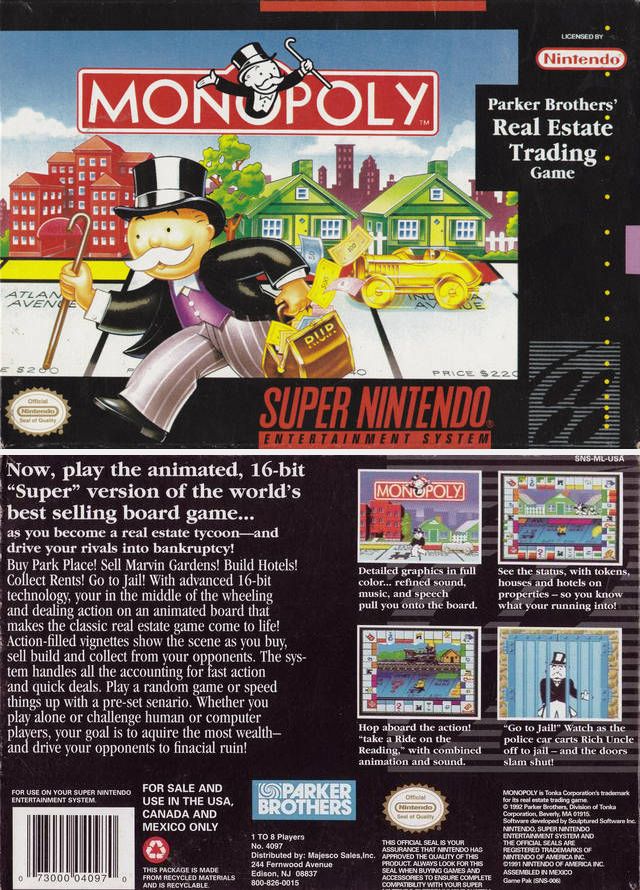 LICENSED BY
Nintendo
MONOPOLY™
Parker Brothers'
Real Estate
Trading
Game
ATLAN
AVENUE
IND
AVENUE
E $260
P
PRICE $220
D.U.P.
Official
Nintendo
Seal of Quality
SUPER NINTENDO®
ENTERTAINMENT SYSTEM
SNS-ML-USA
Now, play the animated, 16-bit
“Super” version of the world's
best selling board game...
as you become a real estate tycoon—and
drive your rivals into bankruptcy!
Buy Park Place! Sell Marvin Gardens! Build Hotels!
Collect Rents! Go to Jail! With advanced 16-bit
technology, your in the middle of the wheeling
and dealing action on an animated board that
makes the classic real estate game come to life!
Action-filled vignettes show the scene as you buy,
sell build and collect from your opponents. The sys-
tem handles all the accounting for fast action
and quick deals. Play a random game or speed
things up with a pre-set senario. Whether you
play alone or challenge human or computer
players, your goal is to aquire the most wealth—
and drive your opponents to finacial ruin!
MONOPOLY
Detailed graphics in full
color... refined sound,
music, and speech
pull you onto the board.
See the status, with tokens,
houses and hotels on
properties – so you know
what your running into!
Hop aboard the action!
“take a Ride on the
Reading,” with combined
animation and sound.
“Go to Jail!” Watch as the
police car carts Rich Uncle
off to jail – and the doors
slam shut!
FOR USE ON YOUR SUPER NINTENDO
ENTERTAINMENT SYSTEM.
0 73000 04097 0
FOR SALE AND
USE IN THE USA,
CANADA AND
MEXICO ONLY
THIS PACKAGE IS MADE
FROM RECYCLED MATERIALS
AND IS RECYCLABLE.
PARKER
BROTHERS
1 TO 8 Players
No. 4097
Distributed by: Majesco Sales,Inc.
244 Fernwood Avenue
Edison, NJ 08837
800-826-0015
Official
Nintendo
Seal of Quality
THIS OFFICIAL SEAL IS YOUR
ASSURANCE THAT NINTENDO HAS
APPROVED THE QUALITY OF THIS
PRODUCT. ALWAYS LOOK FOR THIS
SEAL WHEN BUYING GAMES AND
ACCESSORIES TO ENSURE COMPLETE
COMPATIBILITY WITH YOUR SUPER
MONOPOLY is Tonka Corporation's trademark
for its real estate trading game.
© 1992 Parker Brothers, Division of Tonka
Corporation, Beverly, MA 01915.
Software developed by Sculptured Software Inc.
NINTENDO, SUPER NINTENDO
ENTERTAINMENT SYSTEM AND
THE OFFICIAL SEALS ARE
REGISTERED TRADEMARKS OF
NINTENDO OF AMERICA INC.
©1991 NINTENDO OF AMERICA INC.
ASSEMBLED IN MEXICO
Game Pak (SNS-006)